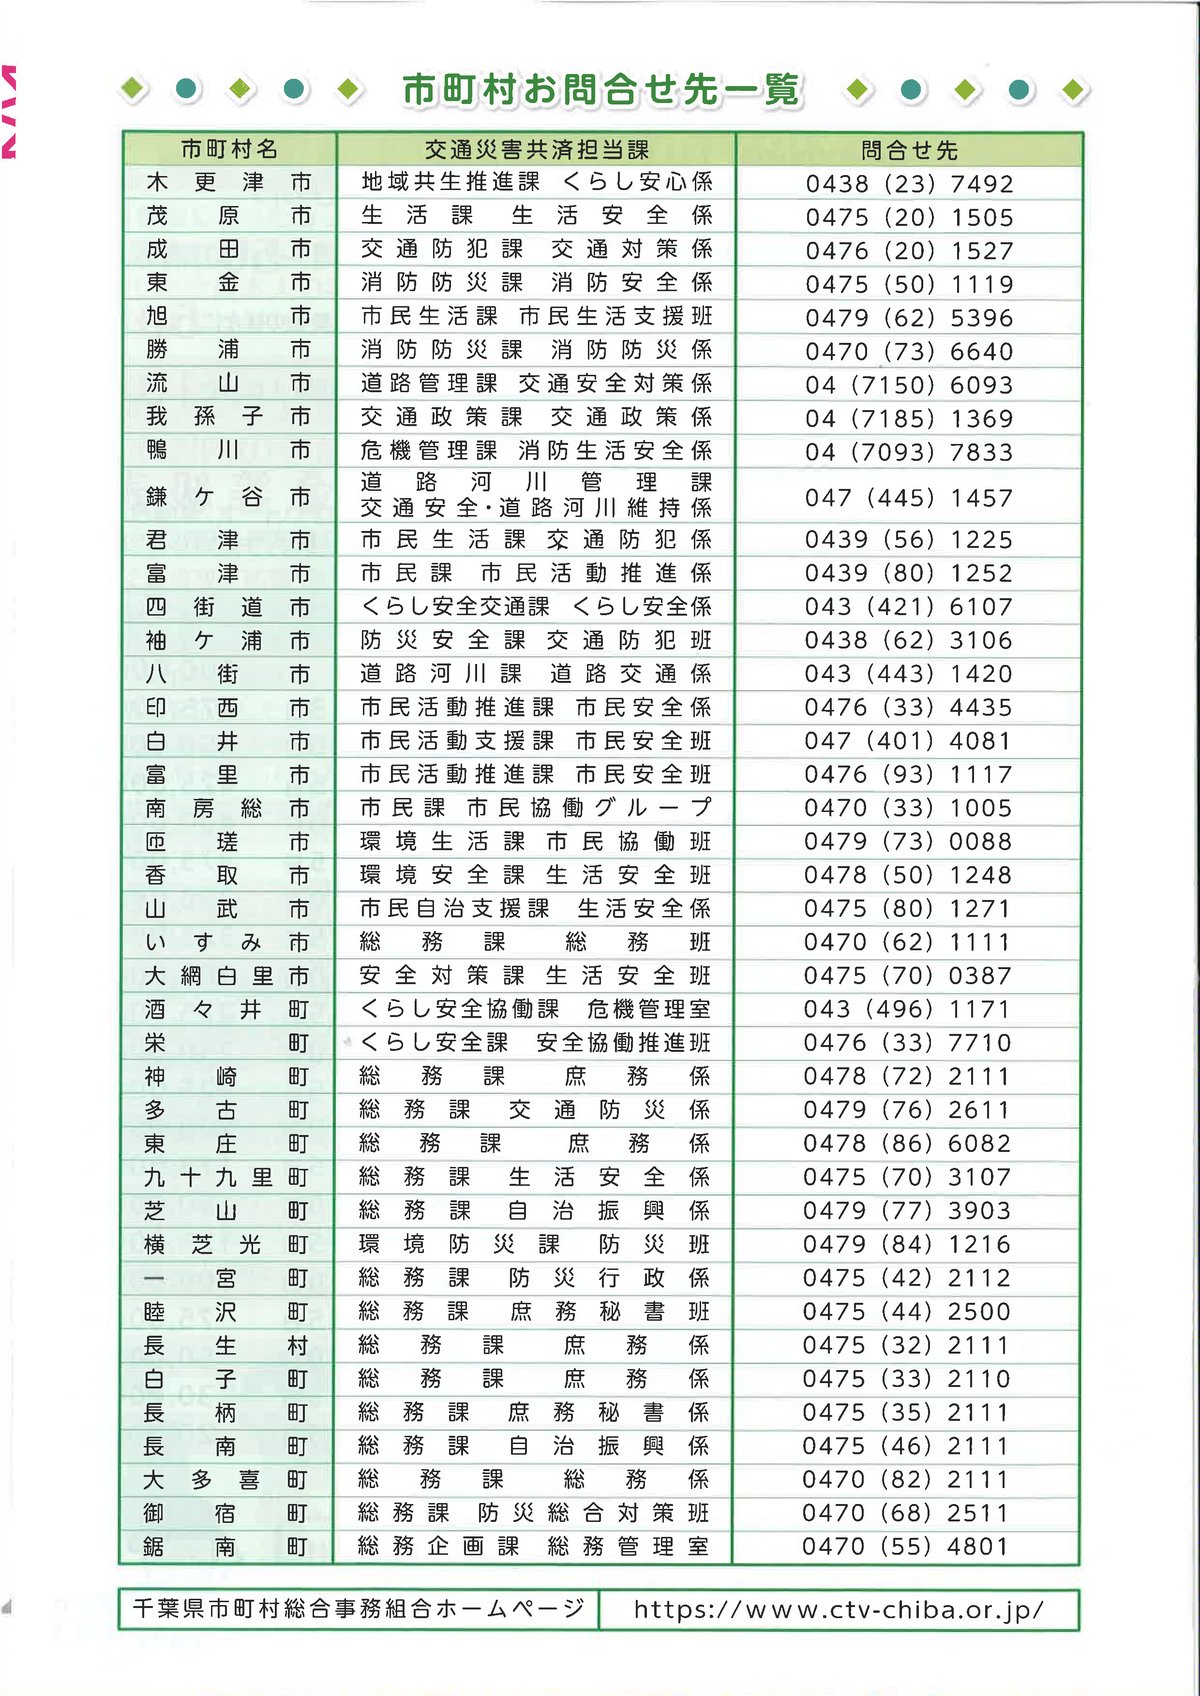 市町村お問合せ先一覧
市町村名 交通災害共済担当課 問合せ先
木更津市 地域共生推進課 くらし安心係 0438（23）7492
茂原市 生活課 生活安全係 0475（20）1505
成田市 交通防犯課 交通対策係 0476（20）1527
東金市 消防防災課 消防安全係 0475（50）1119
旭市 市民生活課 市民生活支援班 0479（62）5396
勝浦市 消防防災課 消防防災係 0470（73）6640
流山市 道路管理課 交通安全対策係 04（7150）6093
我孫子市 交通政策課 交通政策係 04（7185）1369
鴨川市 危機管理課 消防生活安全係 04（7093）7833
鎌ケ谷市 道路河川管理課
交通安全・道路河川維持係 047（445）1457
君津市 市民生活課 交通防犯係 0439（56）1225
富津市 市民課 市民活動推進係 0439（80）1252
四街道市 くらし安全交通課 くらし安全係 043（421）6107
袖ケ浦市 防災安全課 交通防犯班 0438（62）3106
八街市 道路河川課 道路交通係 043（443）1420
印西市 市民活動推進課 市民安全係 0476（33）4435
白井市 市民活動支援課 市民安全班 047（401）4081
富里市 市民活動推進課 市民安全班 0476（93）1117
南房総市 市民課 市民協働グループ 0470（33）1005
匝瑳市 環境生活課 市民協働班 0479（73）0088
香取市 環境安全課 生活安全班 0478（50）1248
山武市 市民自治支援課 生活安全係 0475（80）1271
いすみ市 総務課 総務班 0470（62）1111
大網白里市 安全対策課 生活安全班 0475（70）0387
酒々井町 くらし安全協働課 危機管理室 043（496）1171
栄町 くらし安全課 安全協働推進班 0476（33）7710
神崎町 総務課 庶務係 0478（72）2111
多古町 総務課 交通防災係 0479（76）2611
東庄町 総務課 庶務係 0478（86）6082
九十九里町 総務課 生活安全係 0475（70）3107
芝山町 総務課 自治振興係 0479（77）3903
横芝光町 環境防災課 防災班 0479（84）1216
一宮町 総務課 防災行政係 0475（42）2112
睦沢町 総務課 庶務秘書班 0475（44）2500
長生村 総務課 庶務係 0475（32）2111
白子町 総務課 庶務係 0475（33）2110
長柄町 総務課 庶務秘書係 0475（35）2111
長南町 総務課 自治振興係 0475（46）2111
大多喜町 総務課 総務係 0470（82）2111
御宿町 総務課 防災総合対策班 0470（68）2511
鋸南町 総務企画課 総務管理室 0470（55）4801
千葉県市町村総合事務組合ホームページ https://www.ctv-chiba.or.jp/